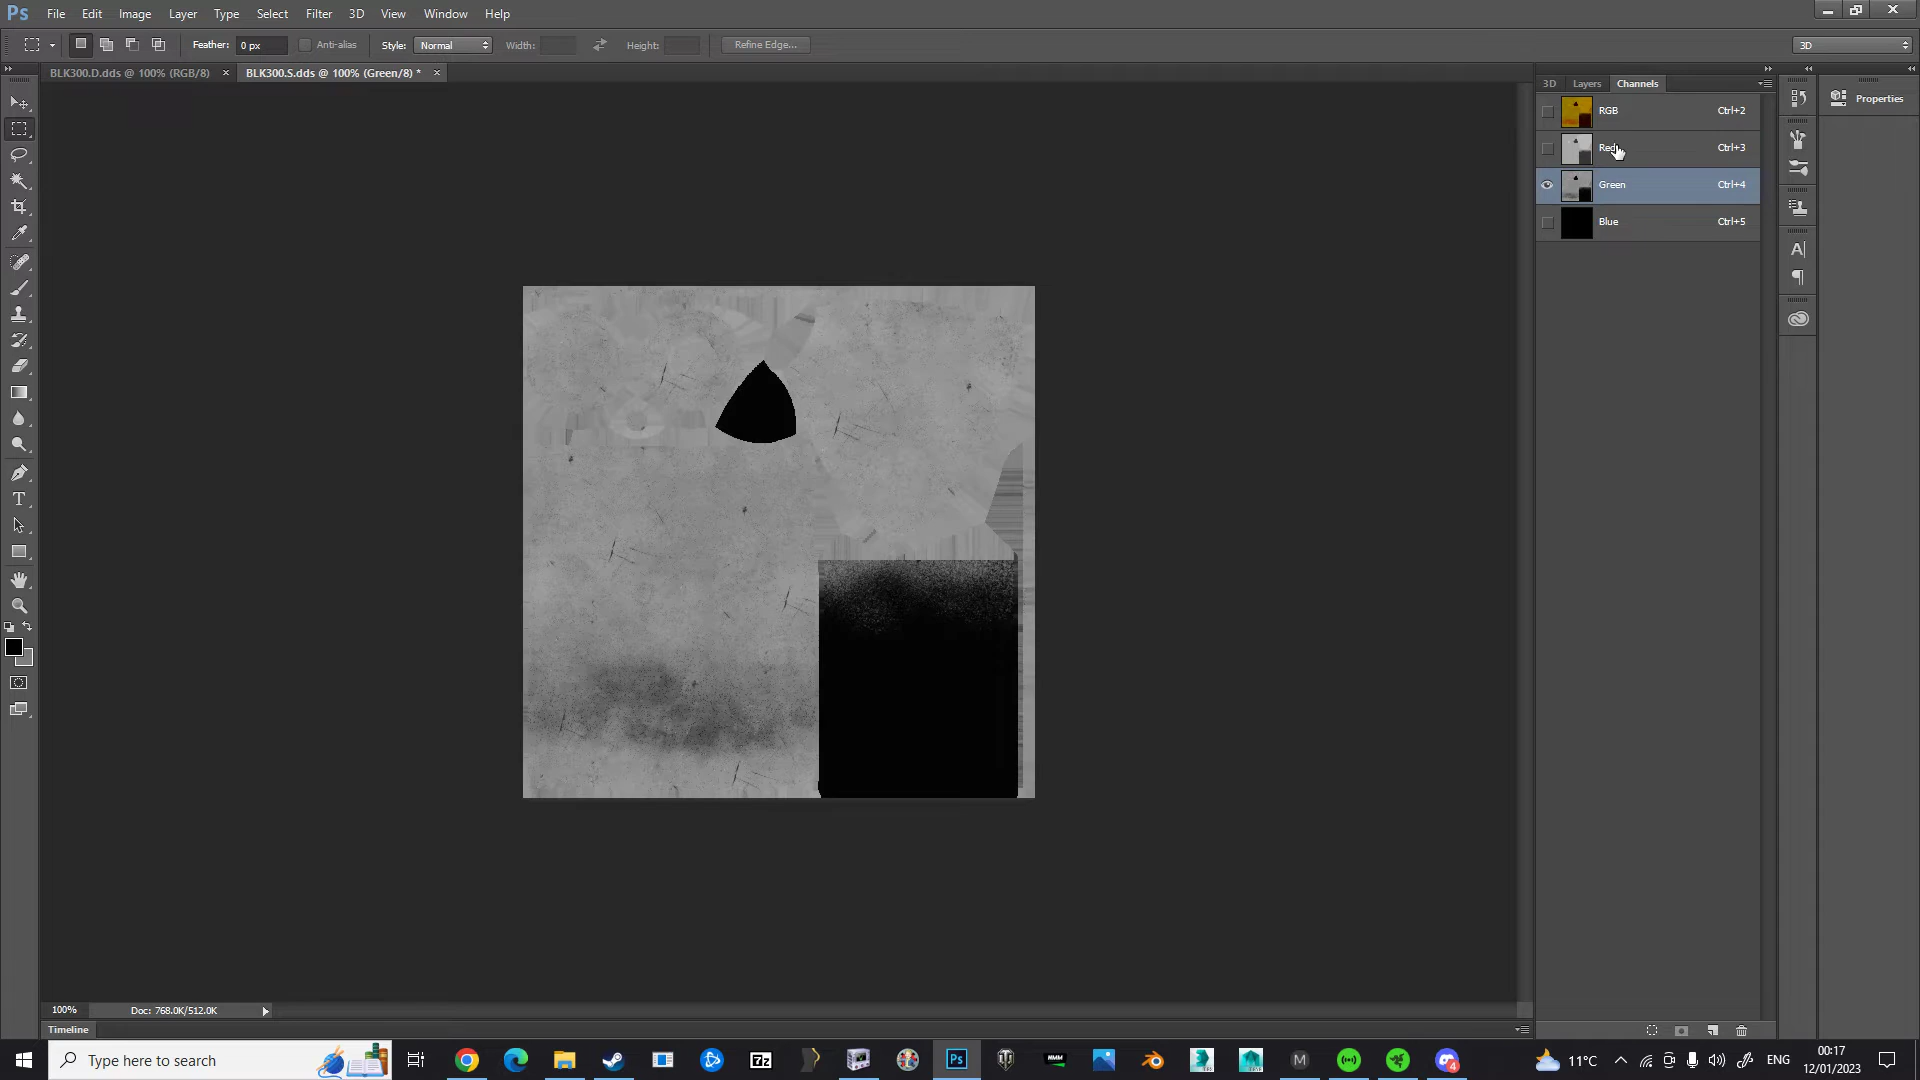 Ps File Edit Image Layer Type Select Filter 3D View Window Help
Feather: 0 px Anti-alias Style: Normal Width: Height: Refine Edge... 3D
BLK300.D.dds @ 100% (RGB/8) × BLK300.S.dds @ 100% (Green/8) * ×
3D Layers Channels
Properties
RGB Ctrl+2
Red Ctrl+3
Green Ctrl+4
Blue Ctrl+5
100% Doc: 768.0K/512.0K
Timeline
Type here to search
7z
Ps
M
4
11°C
ENG
00:17
12/01/2023